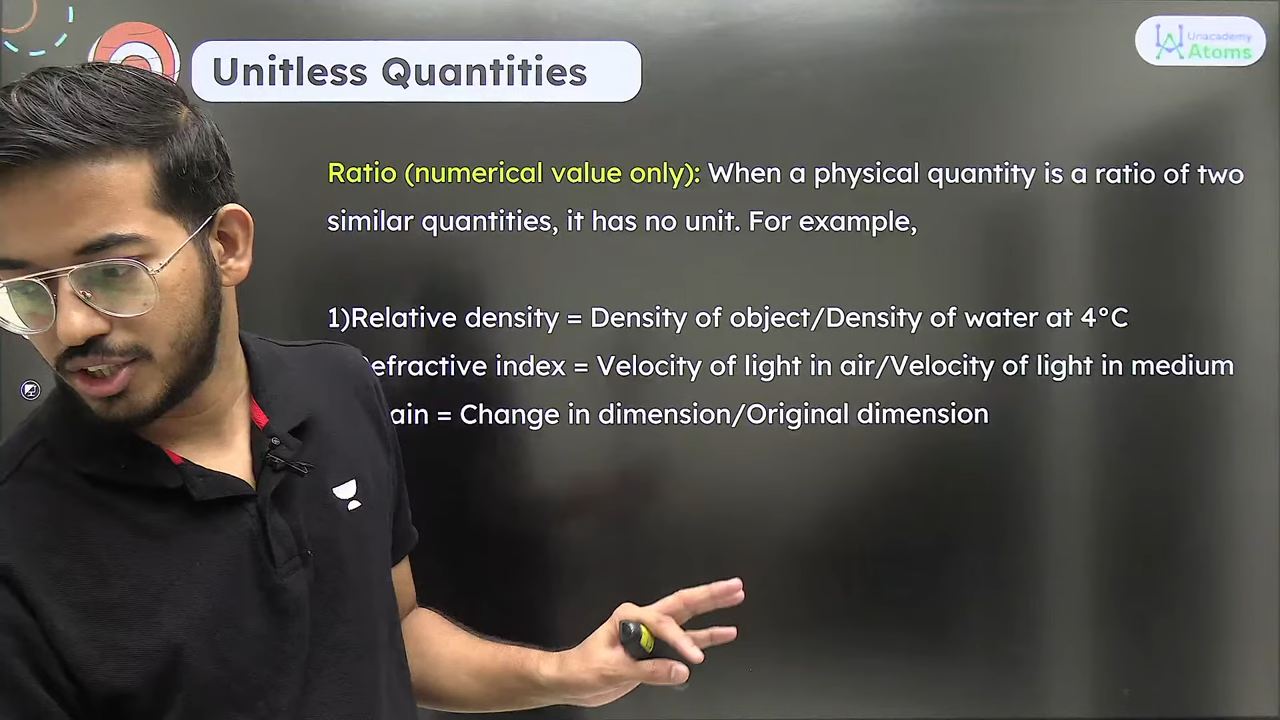 Unitless Quantities
Unacademy
Atoms
Ratio (numerical value only): When a physical quantity is a ratio of two
similar quantities, it has no unit. For example,
1)Relative density = Density of object/Density of water at 4°C
efractive index = Velocity of light in air/Velocity of light in medium
ain = Change in dimension/Original dimension